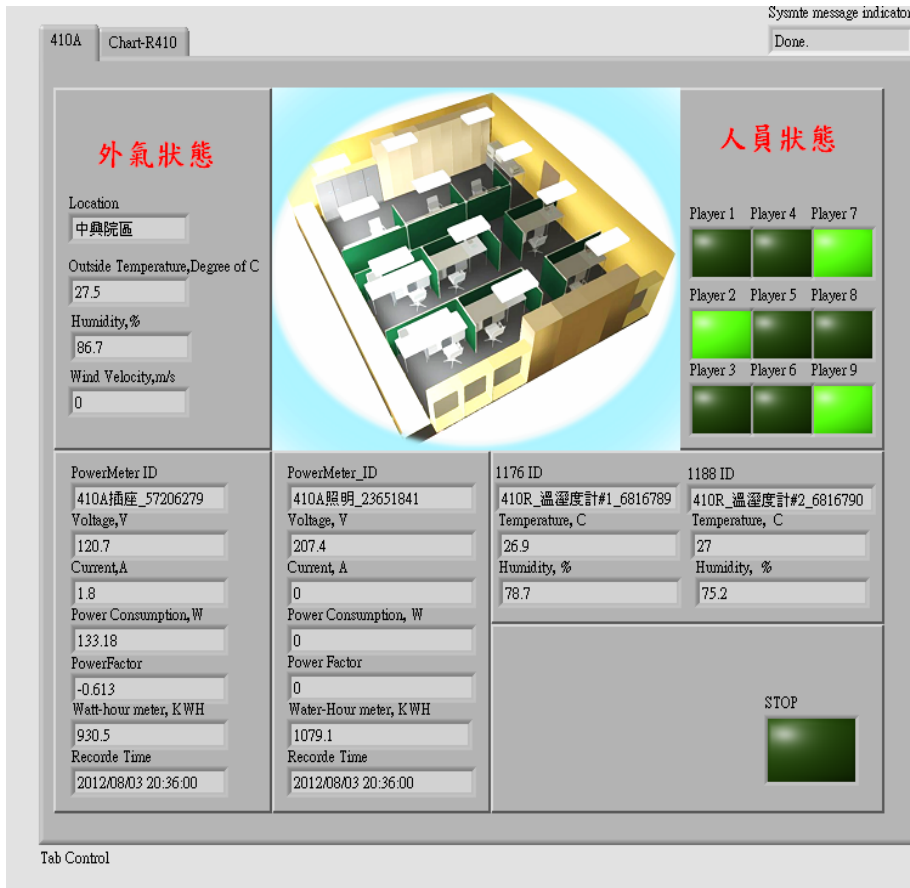 Sysmte message indicator
Done.
410A
Chart-R410
外氣狀態
Location
中興院區
Outside Temperature,Degree of C
27.5
Humidity,%
86.7
Wind Velocity,m/s
0
人員狀態
Player 1 Player 4 Player 7
Player 2 Player 5 Player 8
Player 3 Player 6 Player 9
PowerMeter ID
410A插座_57206279
Voltage,V
120.7
Current,A
1.8
Power Consumption,W
133.18
PowerFactor
-0.613
Watt-hour meter, KWH
930.5
Recorde Time
2012/08/03 20:36:00
PowerMeter_ID
410A照明_23651841
Voltage, V
207.4
Current, A
0
Power Consumption, W
0
Power Factor
0
Water-Hour meter, KWH
1079.1
Recorde Time
2012/08/03 20:36:00
1176 ID
410R_溫溼度計#1_6816789
Temperature, C
26.9
Humidity, %
78.7
1188 ID
410R_溫溼度計#2_6816790
Temperature, C
27
Humidity, %
75.2
STOP
Tab Control